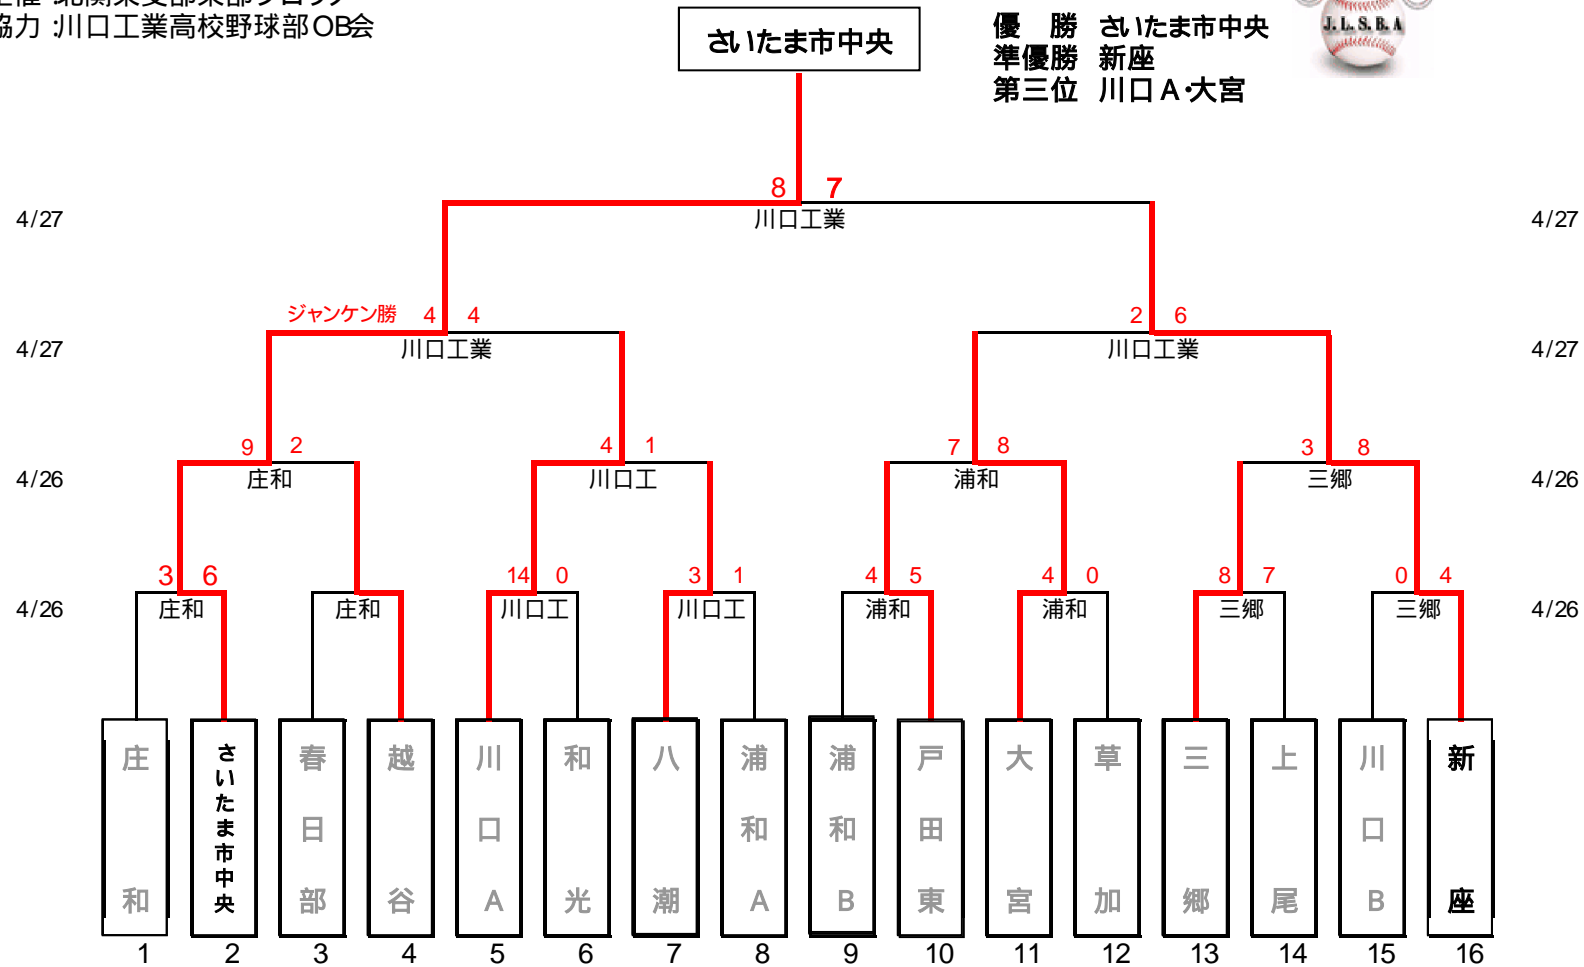 協力 :川口工業高校野球部OB会
さいたま市中央
優　勝 さいたま市中央
準優勝 新座
第三位 川口A・大宮
J.L.S.B.A
8 7
4/27 川口工業 4/27
ジャンケン勝 4 4 2 6
4/27 川口工業 川口工業 4/27
9 2 4 1 7 8 3 8
4/26 庄和 川口工 浦和 三郷 4/26
3 6 14 0 3 1 4 5 4 0 8 7 0 4
4/26 庄和 庄和 川口工 川口工 浦和 浦和 三郷 三郷 4/26
庄和
さいたま市中央
春日部
越谷
川口A
和光
八潮
浦和A
浦和B
戸田東
大宮
草加
三郷
上尾
川口B
新座
1 2 3 4 5 6 7 8 9 10 11 12 13 14 15 16